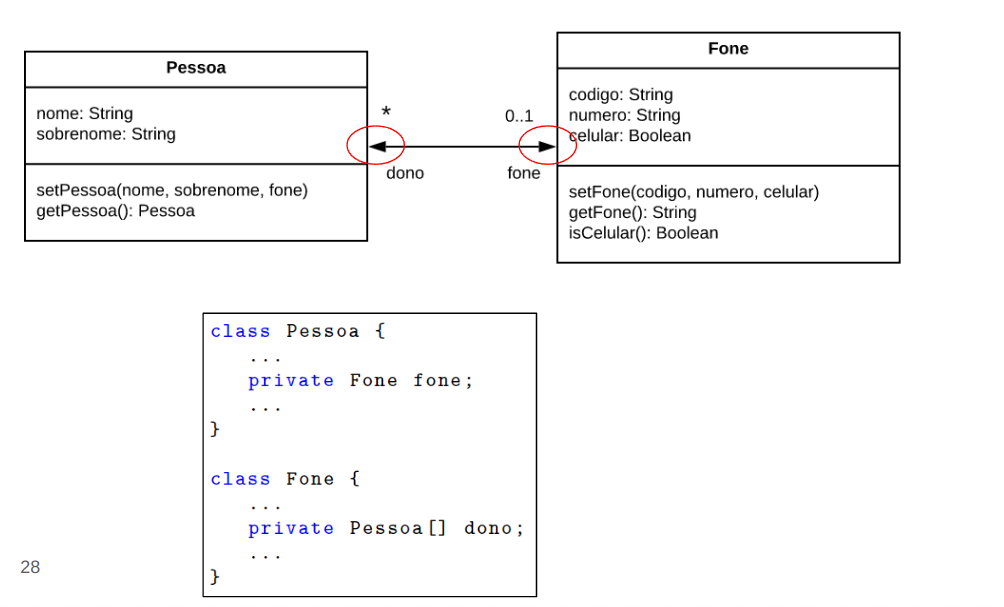 Pessoa
nome: String
sobrenome: String
setPessoa(nome, sobrenome, fone)
getPessoa(): Pessoa
*
0..1
dono
fone
Fone
codigo: String
numero: String
celular: Boolean
setFone(codigo, numero, celular)
getFone(): String
isCelular(): Boolean
class Pessoa {
...
private Fone fone;
...
}
class Fone {
...
private Pessoa[] dono;
...
}
28